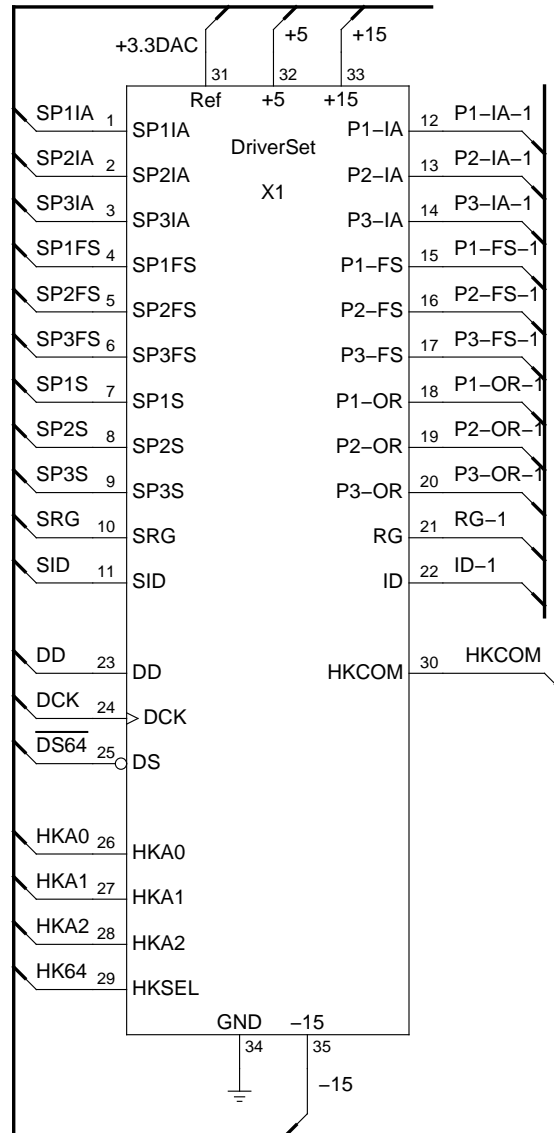 +3.3DAC +5 +15
31 32 33
Ref +5 +15
DriverSet
X1
SP1IA 1 SP1IA P1–IA 12 P1–IA–1
SP2IA 2 SP2IA P2–IA 13 P2–IA–1
SP3IA 3 SP3IA P3–IA 14 P3–IA–1
SP1FS 4 SP1FS P1–FS 15 P1–FS–1
SP2FS 5 SP2FS P2–FS 16 P2–FS–1
SP3FS 6 SP3FS P3–FS 17 P3–FS–1
SP1S 7 SP1S P1–OR 18 P1–OR–1
SP2S 8 SP2S P2–OR 19 P2–OR–1
SP3S 9 SP3S P3–OR 20 P3–OR–1
SRG 10 SRG RG 21 RG–1
SID 11 SID ID 22 ID–1
DD 23 DD HKCOM 30 HKCOM
DCK 24 DCK
DS64 25 DS
HKA0 26 HKA0
HKA1 27 HKA1
HKA2 28 HKA2
HK64 29 HKSEL
GND –15
34 35
–15